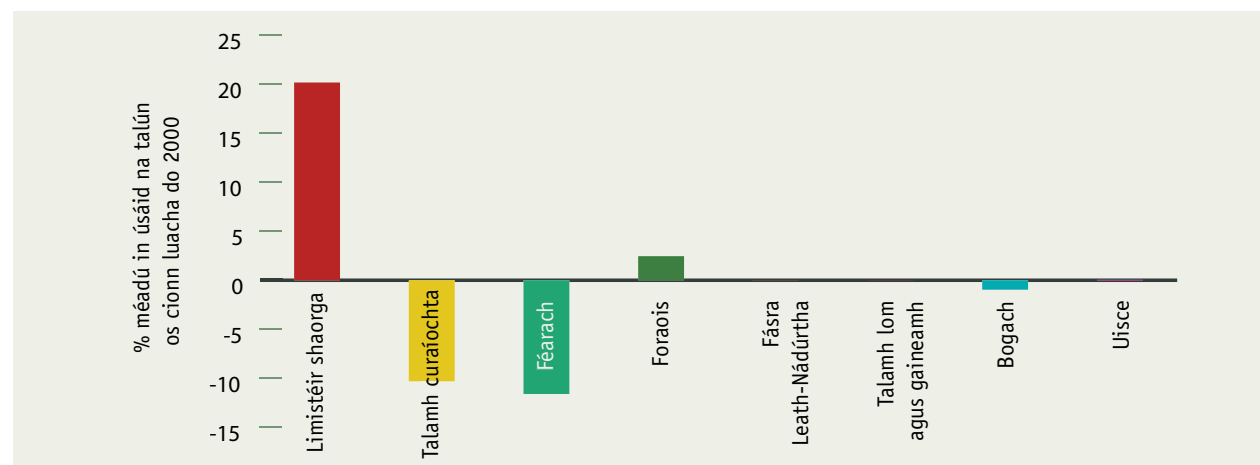 % méadú in úsáid na talún
os cionn luacha do 2000
25
20
15
10
5
0
-5
-10
-15
Limistéir shaorga
Talamh curaíochta
Féarach
Foraois
Fásra
Leath-Nádúrtha
Talamh lom
agus gaineamh
Bogach
Uisce